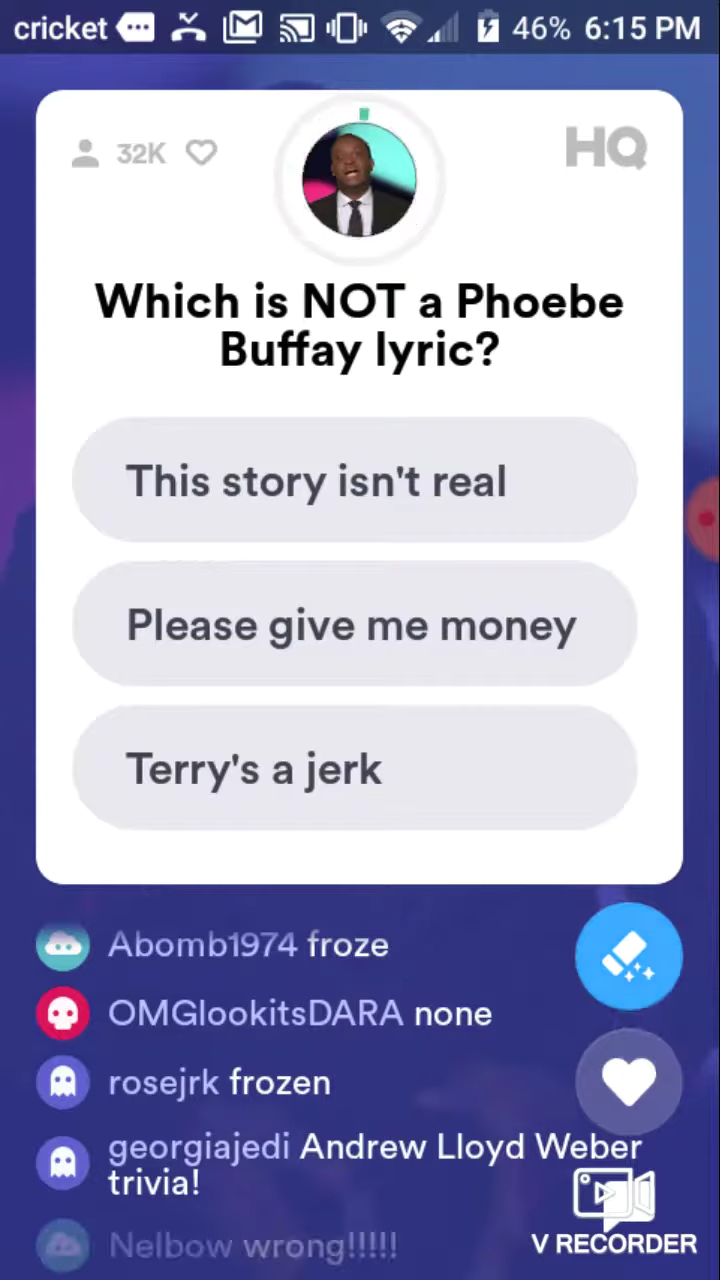 cricket 46% 6:15 PM
32K HQ
Which is NOT a Phoebe
Buffay lyric?
This story isn't real
Please give me money
Terry's a jerk
Abomb1974 froze
OMGlookitsDARA none
rosejrk frozen
georgiajedi Andrew Lloyd Weber
trivia!
Nelbow wrong!!!!!
V RECORDER